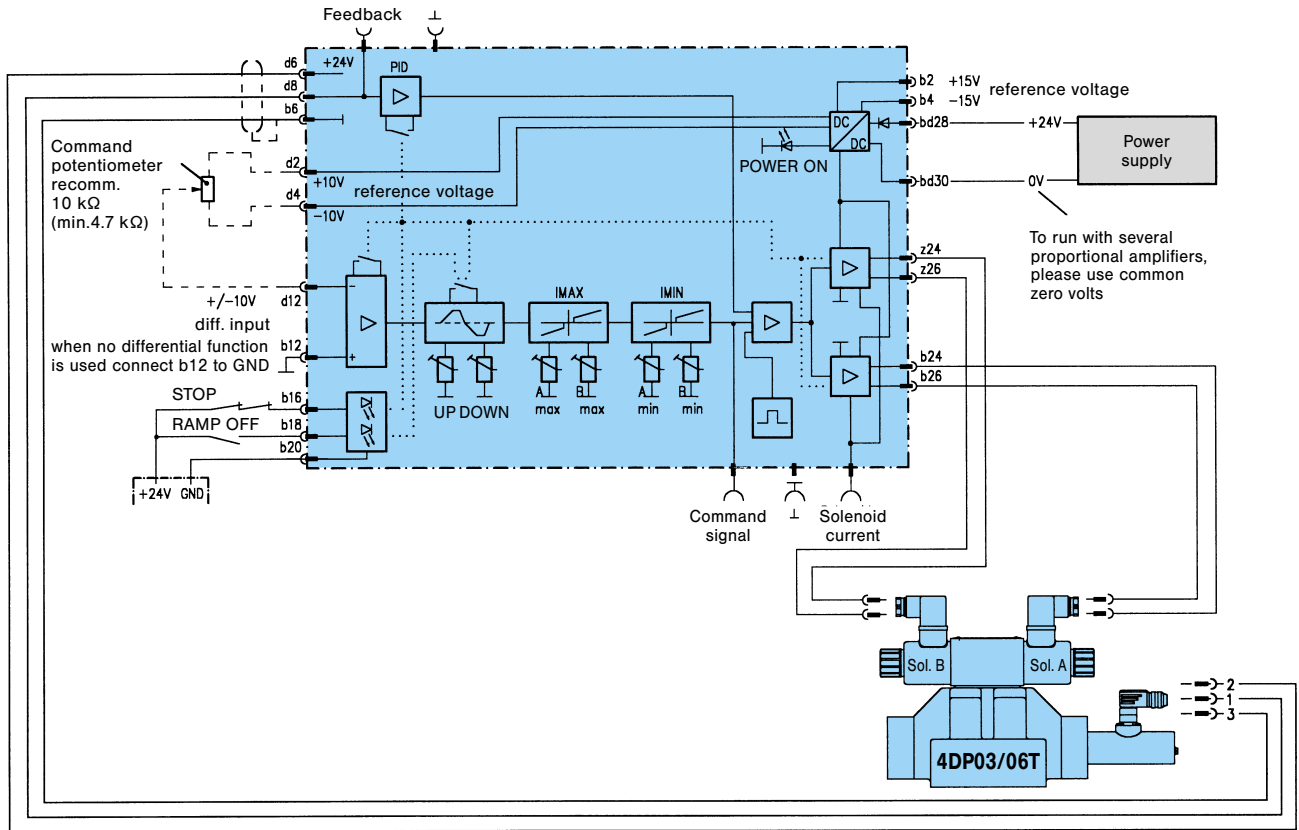 Feedback
⊥
d6
+24V
PID
d8
b6
b2 +15V
b4 -15V
reference voltage
bd28
+24V
Power
supply
DC
DC
POWER ON
bd30
0V
Command
potentiometer
recomm.
10 kΩ
(min.4.7 kΩ)
d2
+10V
reference voltage
d4
-10V
To run with several
proportional amplifiers,
please use common
zero volts
z24
z26
+/-10V
d12
-
diff. input
when no differential function
is used connect b12 to GND
b12
+
IMAX
IMIN
A
max
B
max
A
min
B
min
UP DOWN
b24
b26
STOP
b16
RAMP OFF
b18
b20
+24V GND
Command
signal
⊥
Solenoid
current
Sol. B
Sol. A
2
1
3
4DP03/06T